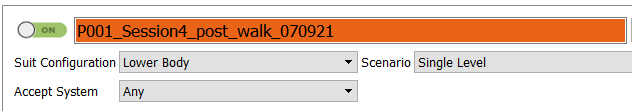 ON P001_Session4_post_walk_070921
Suit Configuration Lower Body Scenario Single Level
Accept System Any